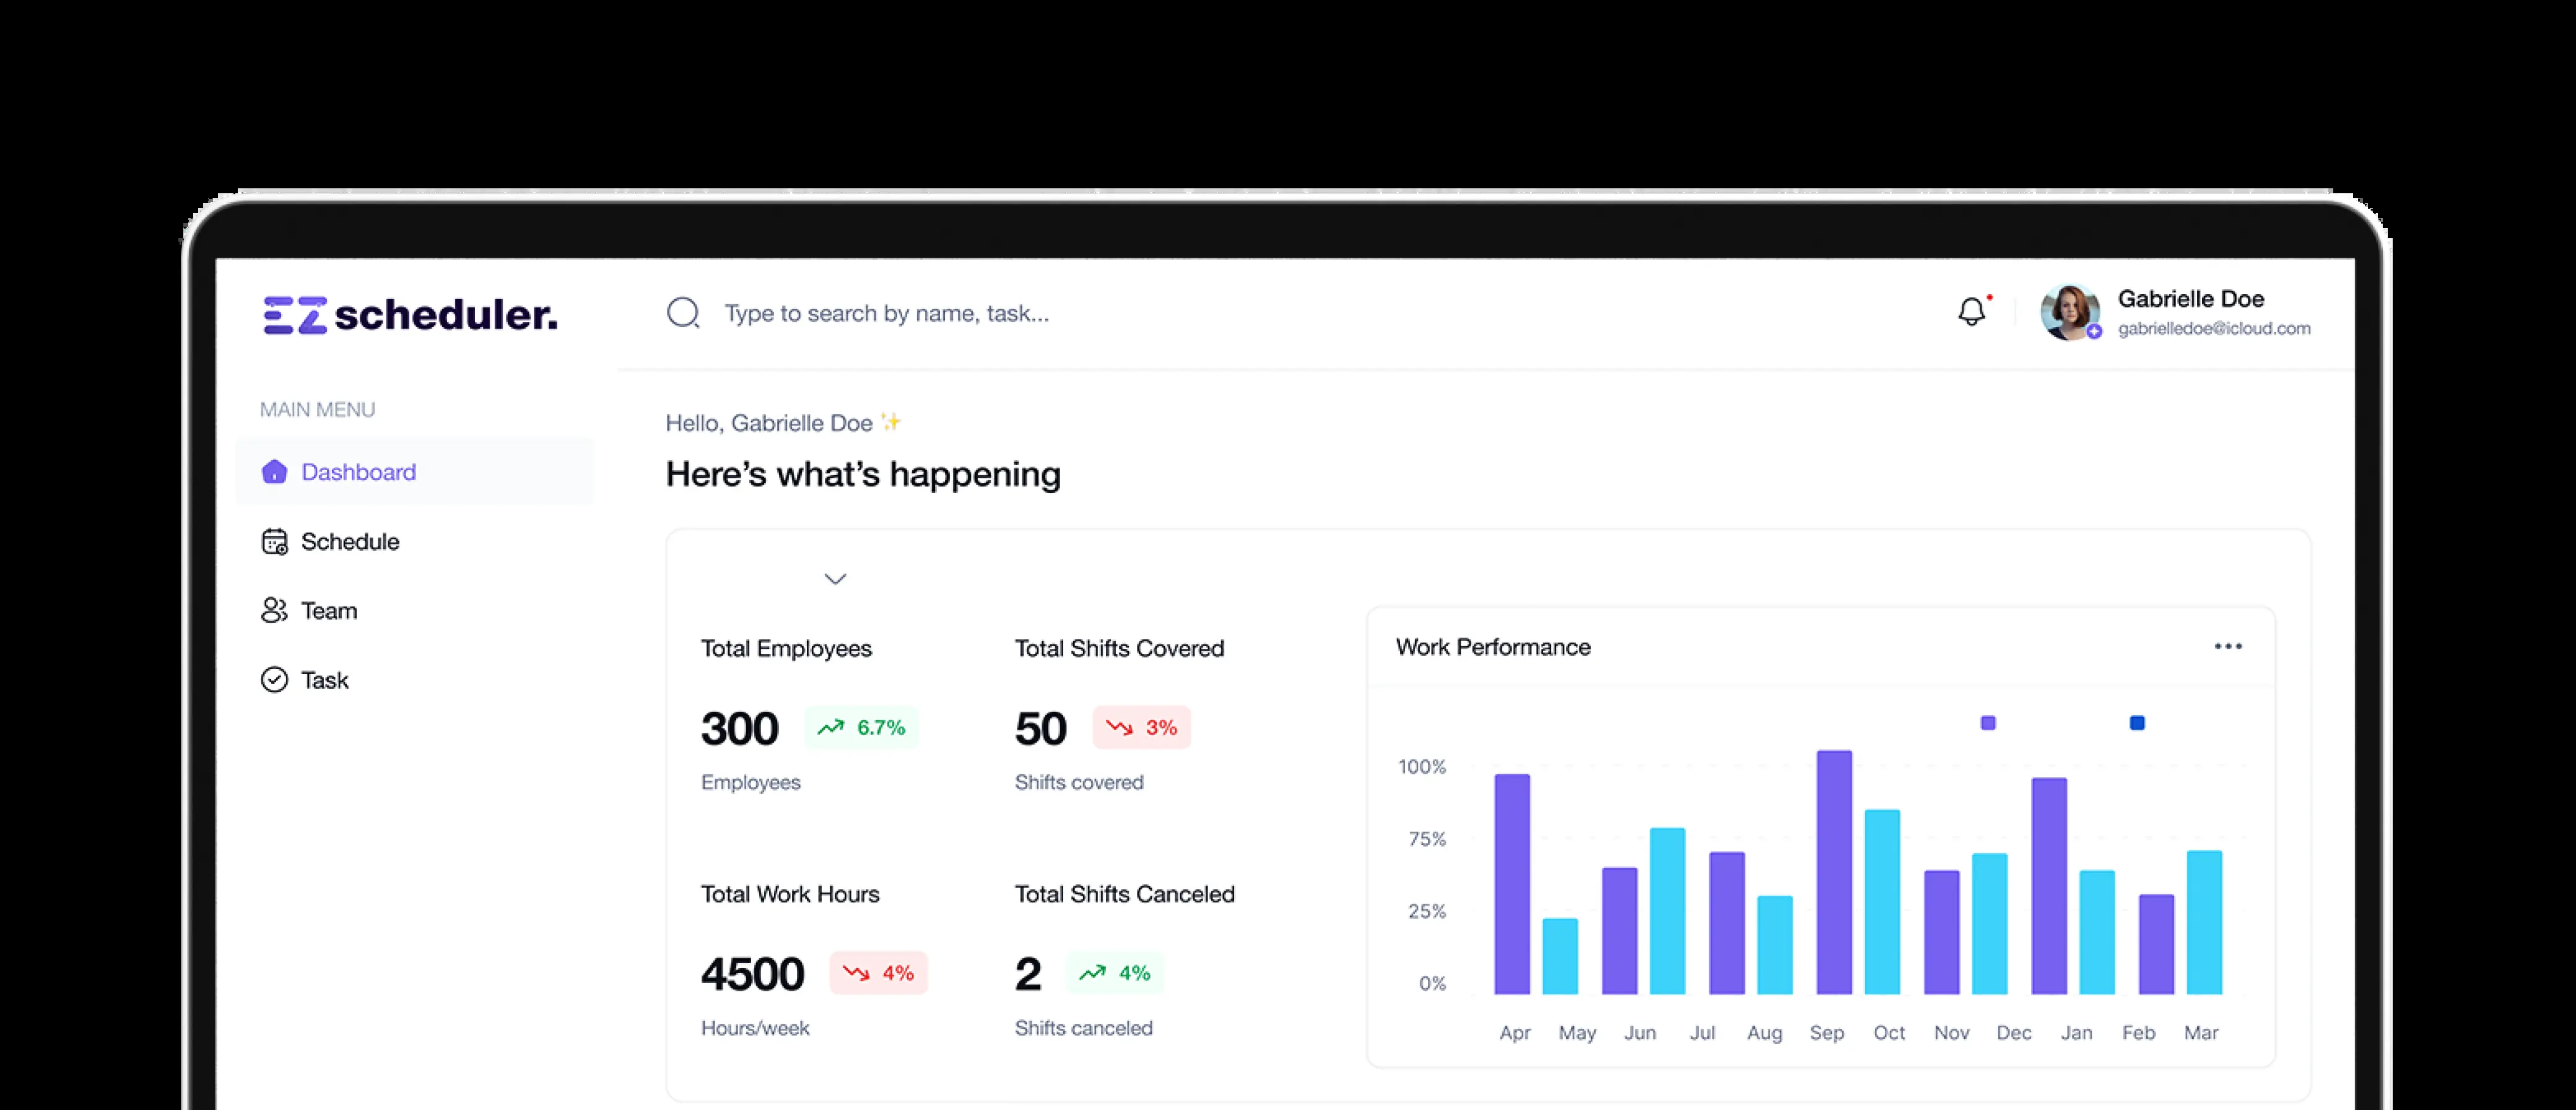 EZ scheduler.
Type to search by name, task...
Gabrielle Doe
gabrielledoe@icloud.com
MAIN MENU
Dashboard
Schedule
Team
Task
Hello, Gabrielle Doe ✨
Here’s what’s happening
Total Employees
300 6.7%
Employees
Total Shifts Covered
50 3%
Shifts covered
Total Work Hours
4500 4%
Hours/week
Total Shifts Canceled
2 4%
Shifts canceled
Work Performance
100%
75%
25%
0%
Apr May Jun Jul Aug Sep Oct Nov Dec Jan Feb Mar